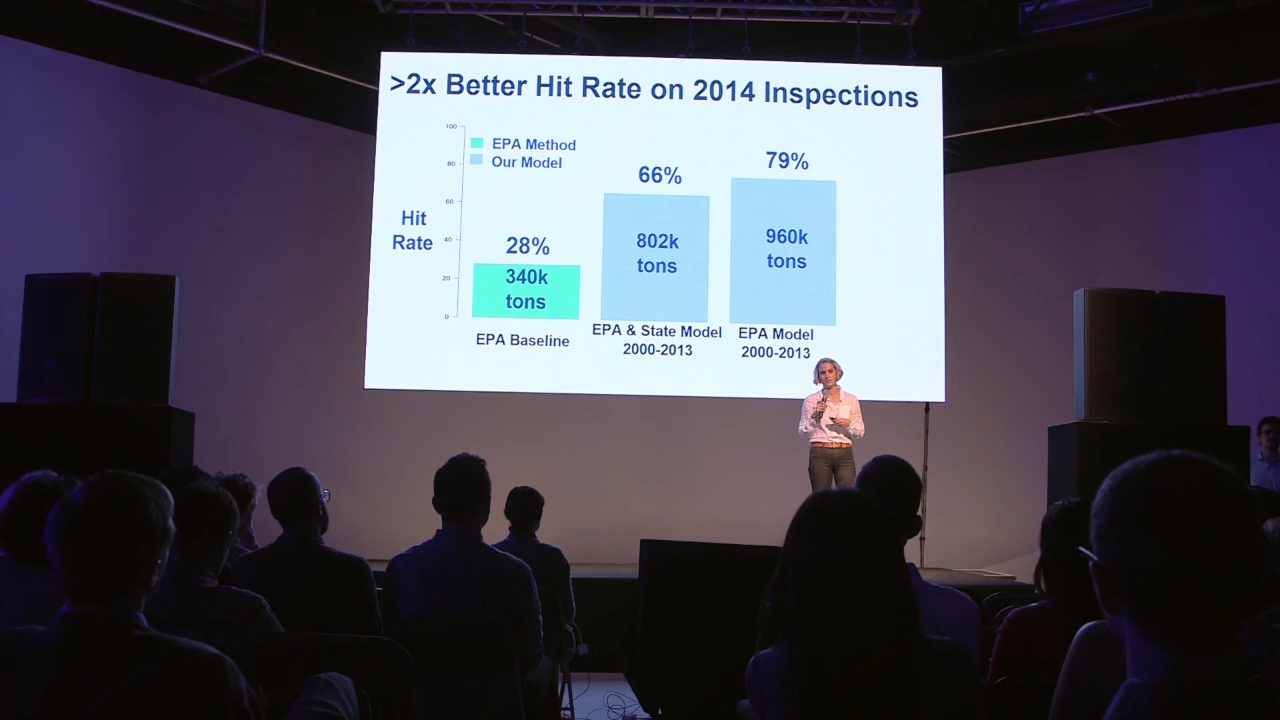 >2x Better Hit Rate on 2014 Inspections
100
80
60
40
20
0
EPA Method
Our Model
Hit
Rate
28%
340k
tons
EPA Baseline
66%
802k
tons
EPA & State Model
2000-2013
79%
960k
tons
EPA Model
2000-2013